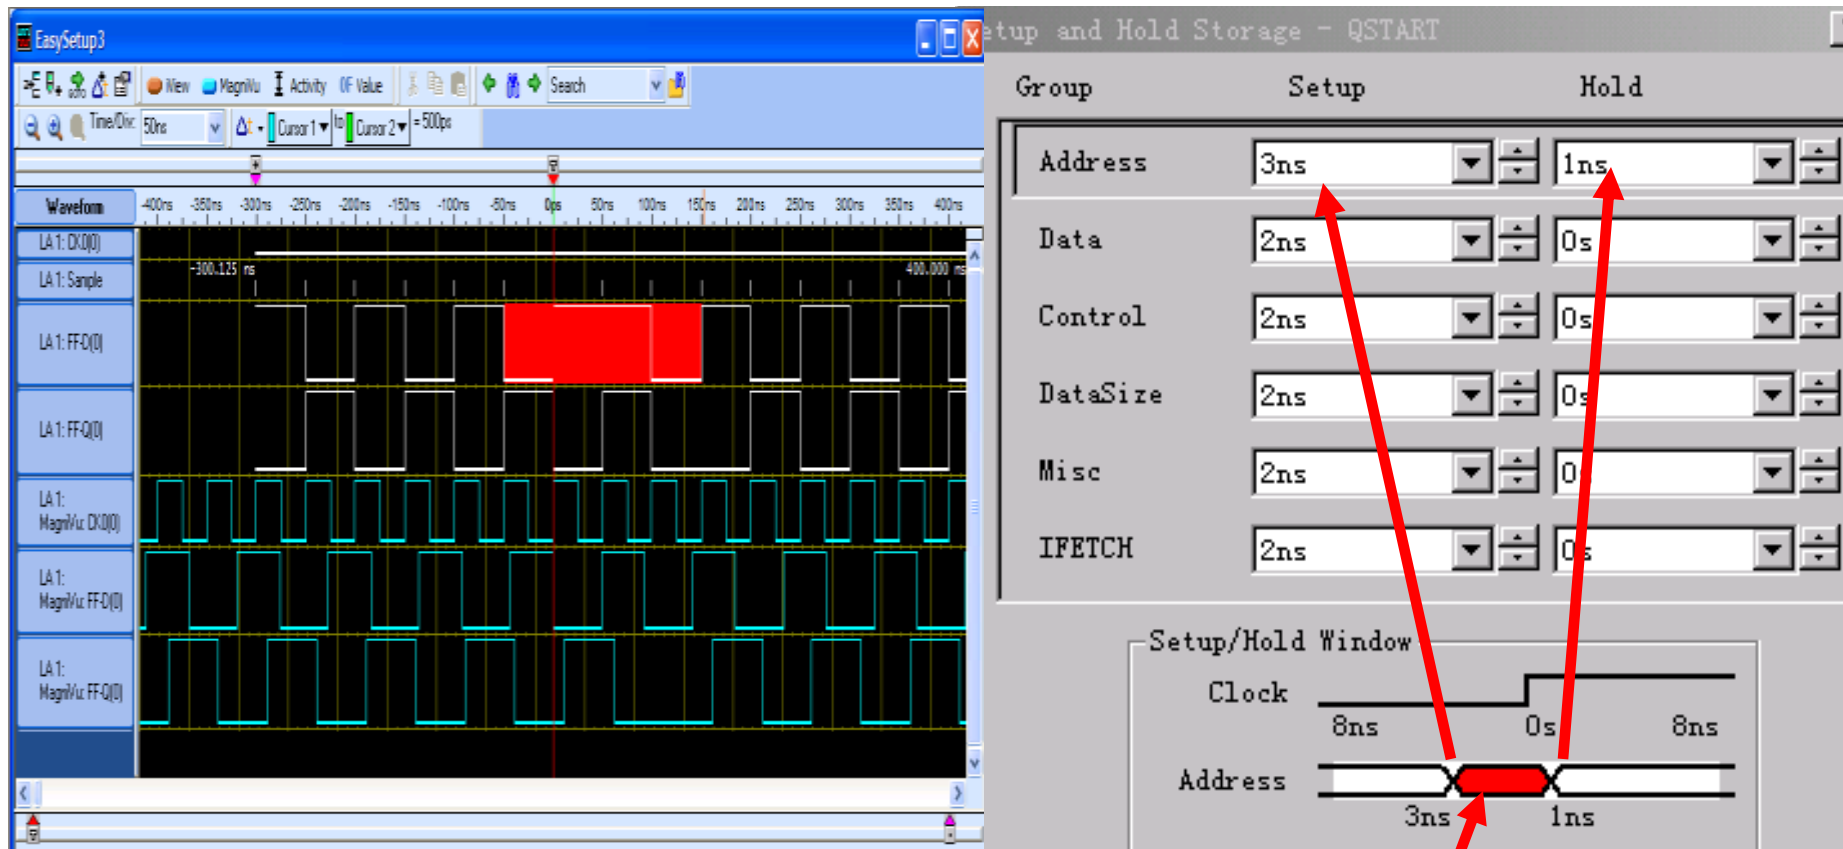 EasySetup3
iView MagniVu Activity 0F Value Search
Time/Div: 50ns Cursor 1 to Cursor 2 = 500ps
Waveform -400ns -350ns -300ns -250ns -200ns -150ns -100ns -50ns 0ps 50ns 100ns 150ns 200ns 250ns 300ns 350ns 400ns
LA 1: CK0(0)
LA 1: Sample -300.125 ns 400.000 ns
LA 1: FF-D(0)
LA 1: FF-Q(0)
LA 1:
MagniVu: CK0(0)
LA 1:
MagniVu: FF-D(0)
LA 1:
MagniVu: FF-Q(0)
etup and Hold Storage - QSTART
Group Setup Hold
Address 3ns 1ns
Data 2ns 0s
Control 2ns 0s
DataSize 2ns 0s
Misc 2ns 0s
IFETCH 2ns 0s
Setup/Hold Window
Clock
8ns 0s 8ns
Address
3ns 1ns